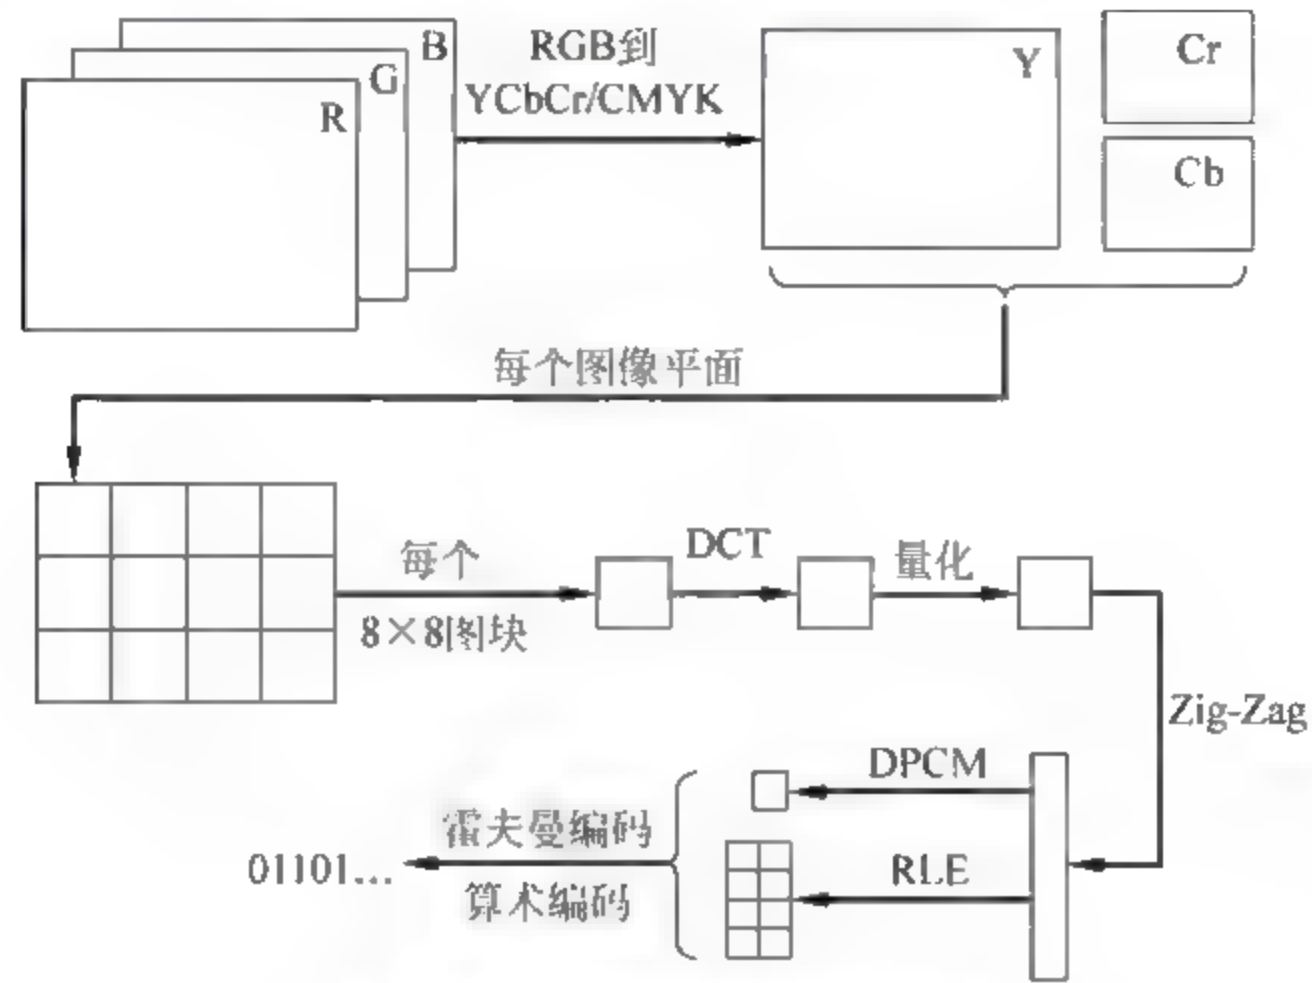 B
G
R
RGB到
YCbCr/CMYK
Y
Cr
Cb
每个图像平面
每个
8×8图块
DCT
量化
Zig-Zag
DPCM
RLE
霍夫曼编码
算术编码
01101...